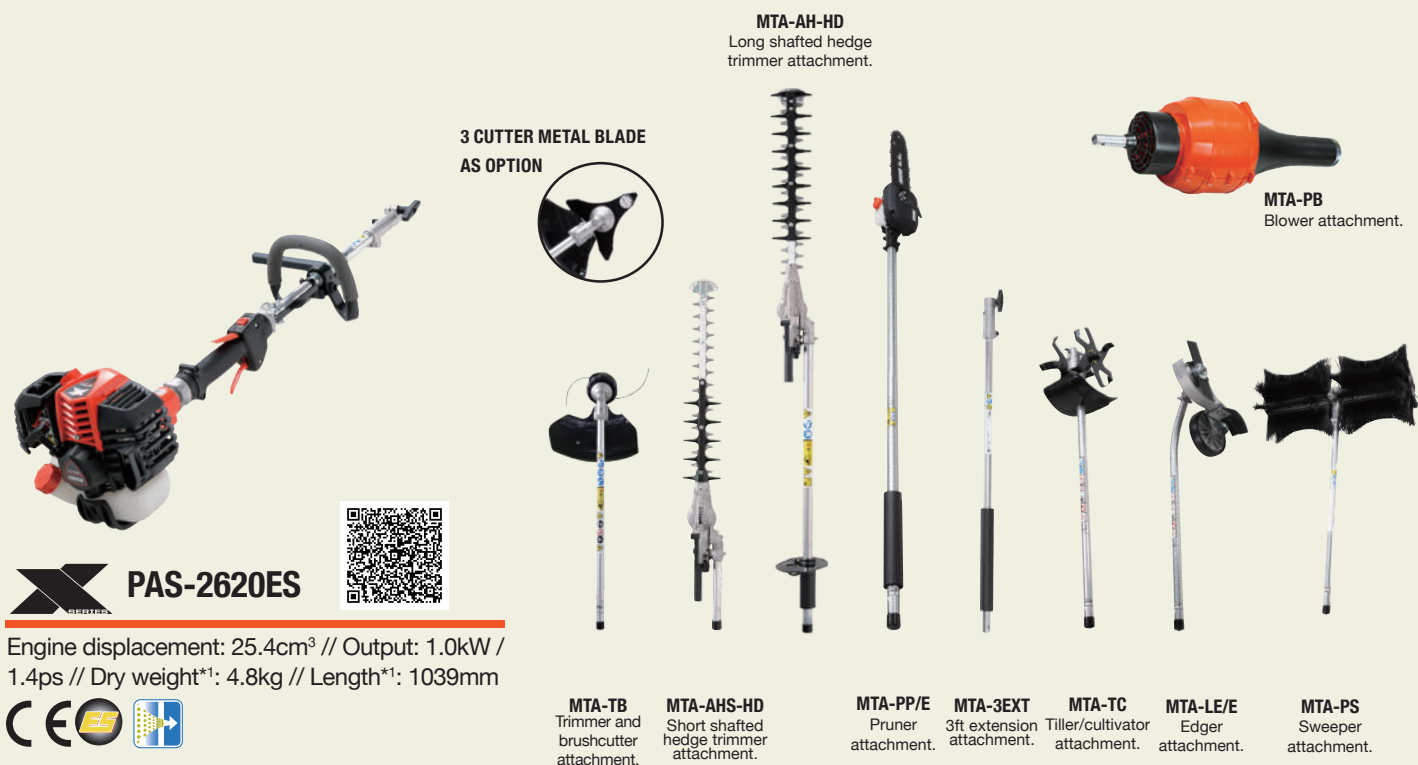 MTA-AH-HD
Long shafted hedge
trimmer attachment.
3 CUTTER METAL BLADE
AS OPTION
MTA-PB
Blower attachment.
X
SERIES
PAS-2620ES
Engine displacement: 25.4cm³ // Output: 1.0kW /
1.4ps // Dry weight*¹: 4.8kg // Length*¹: 1039mm
CE
ES
MTA-TB
Trimmer and
brushcutter
attachment.
MTA-AHS-HD
Short shafted
hedge trimmer
attachment.
MTA-PP/E
Pruner
attachment.
MTA-3EXT
3ft extension
attachment.
MTA-TC
Tiller/cultivator
attachment.
MTA-LE/E
Edger
attachment.
MTA-PS
Sweeper
attachment.